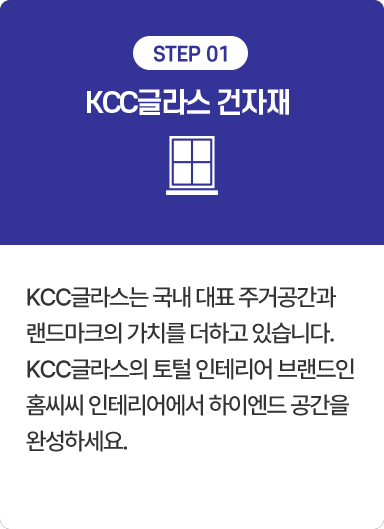 STEP 01
KCC글라스 건자재
KCC글라스는 국내 대표 주거공간과
랜드마크의 가치를 더하고 있습니다.
KCC글라스의 토털 인테리어 브랜드인
홈씨씨 인테리어에서 하이엔드 공간을
완성하세요.